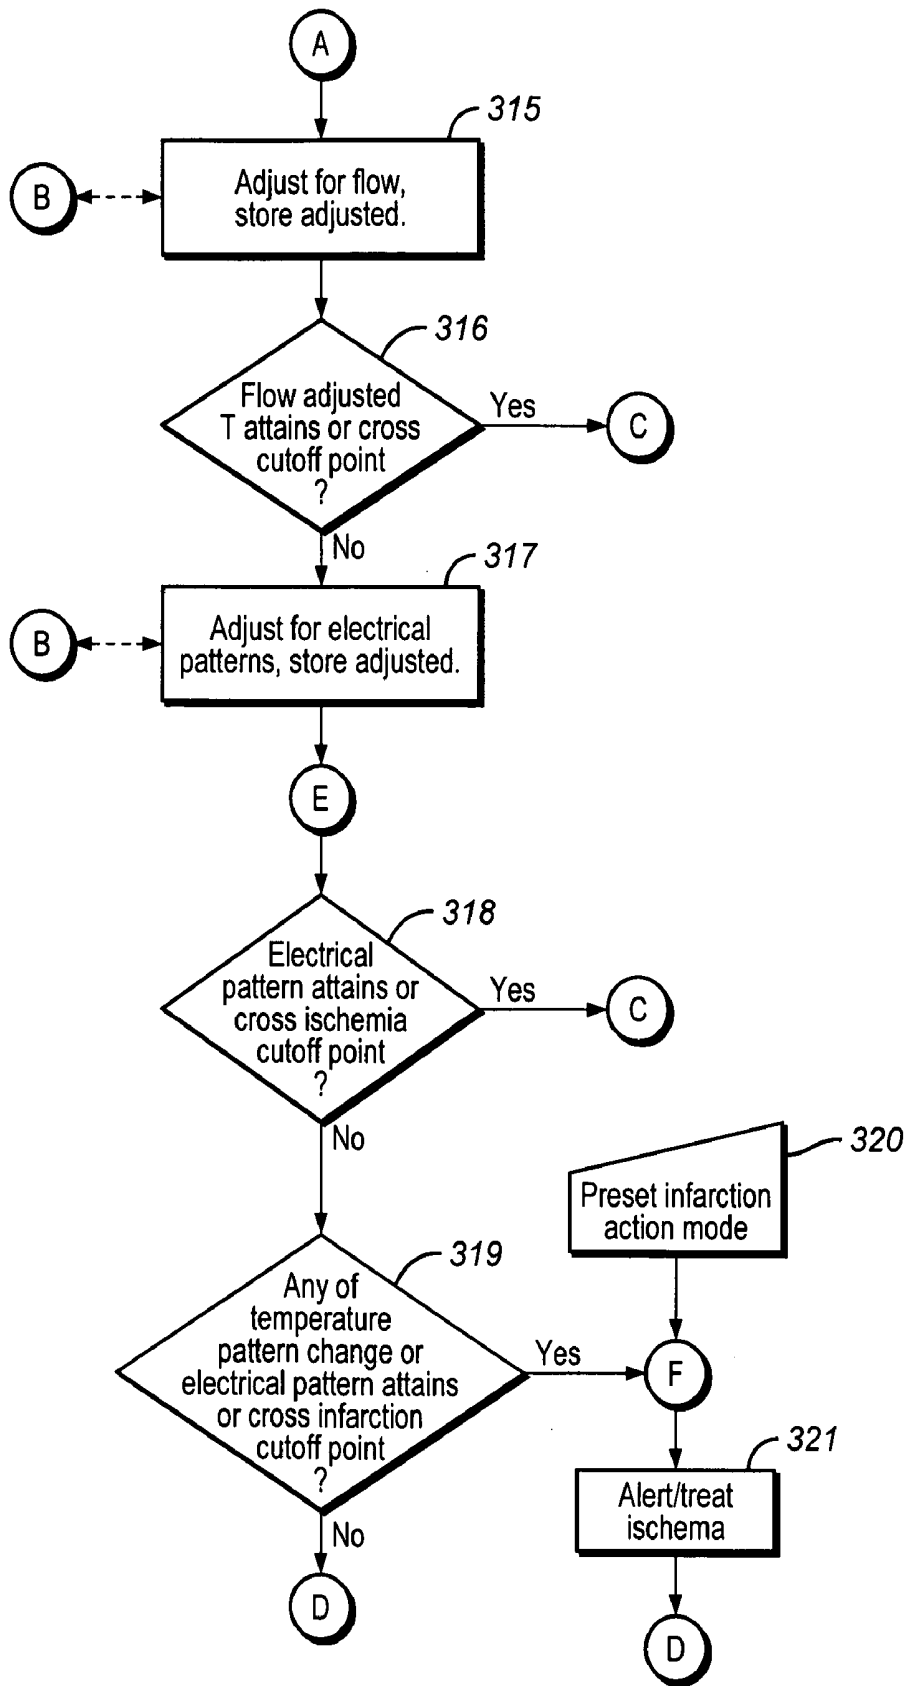 A
315
B
Adjust for flow,
store adjusted.
316
Flow adjusted
T attains or cross
cutoff point
?
Yes
C
No
317
B
Adjust for electrical
patterns, store adjusted.
E
318
Electrical
pattern attains or
cross ischemia
cutoff point
?
Yes
C
No
320
Preset infarction
action mode
319
Any of
temperature
pattern change or
electrical pattern attains
or cross infarction
cutoff point
?
Yes
F
321
Alert/treat
ischema
No
D
D